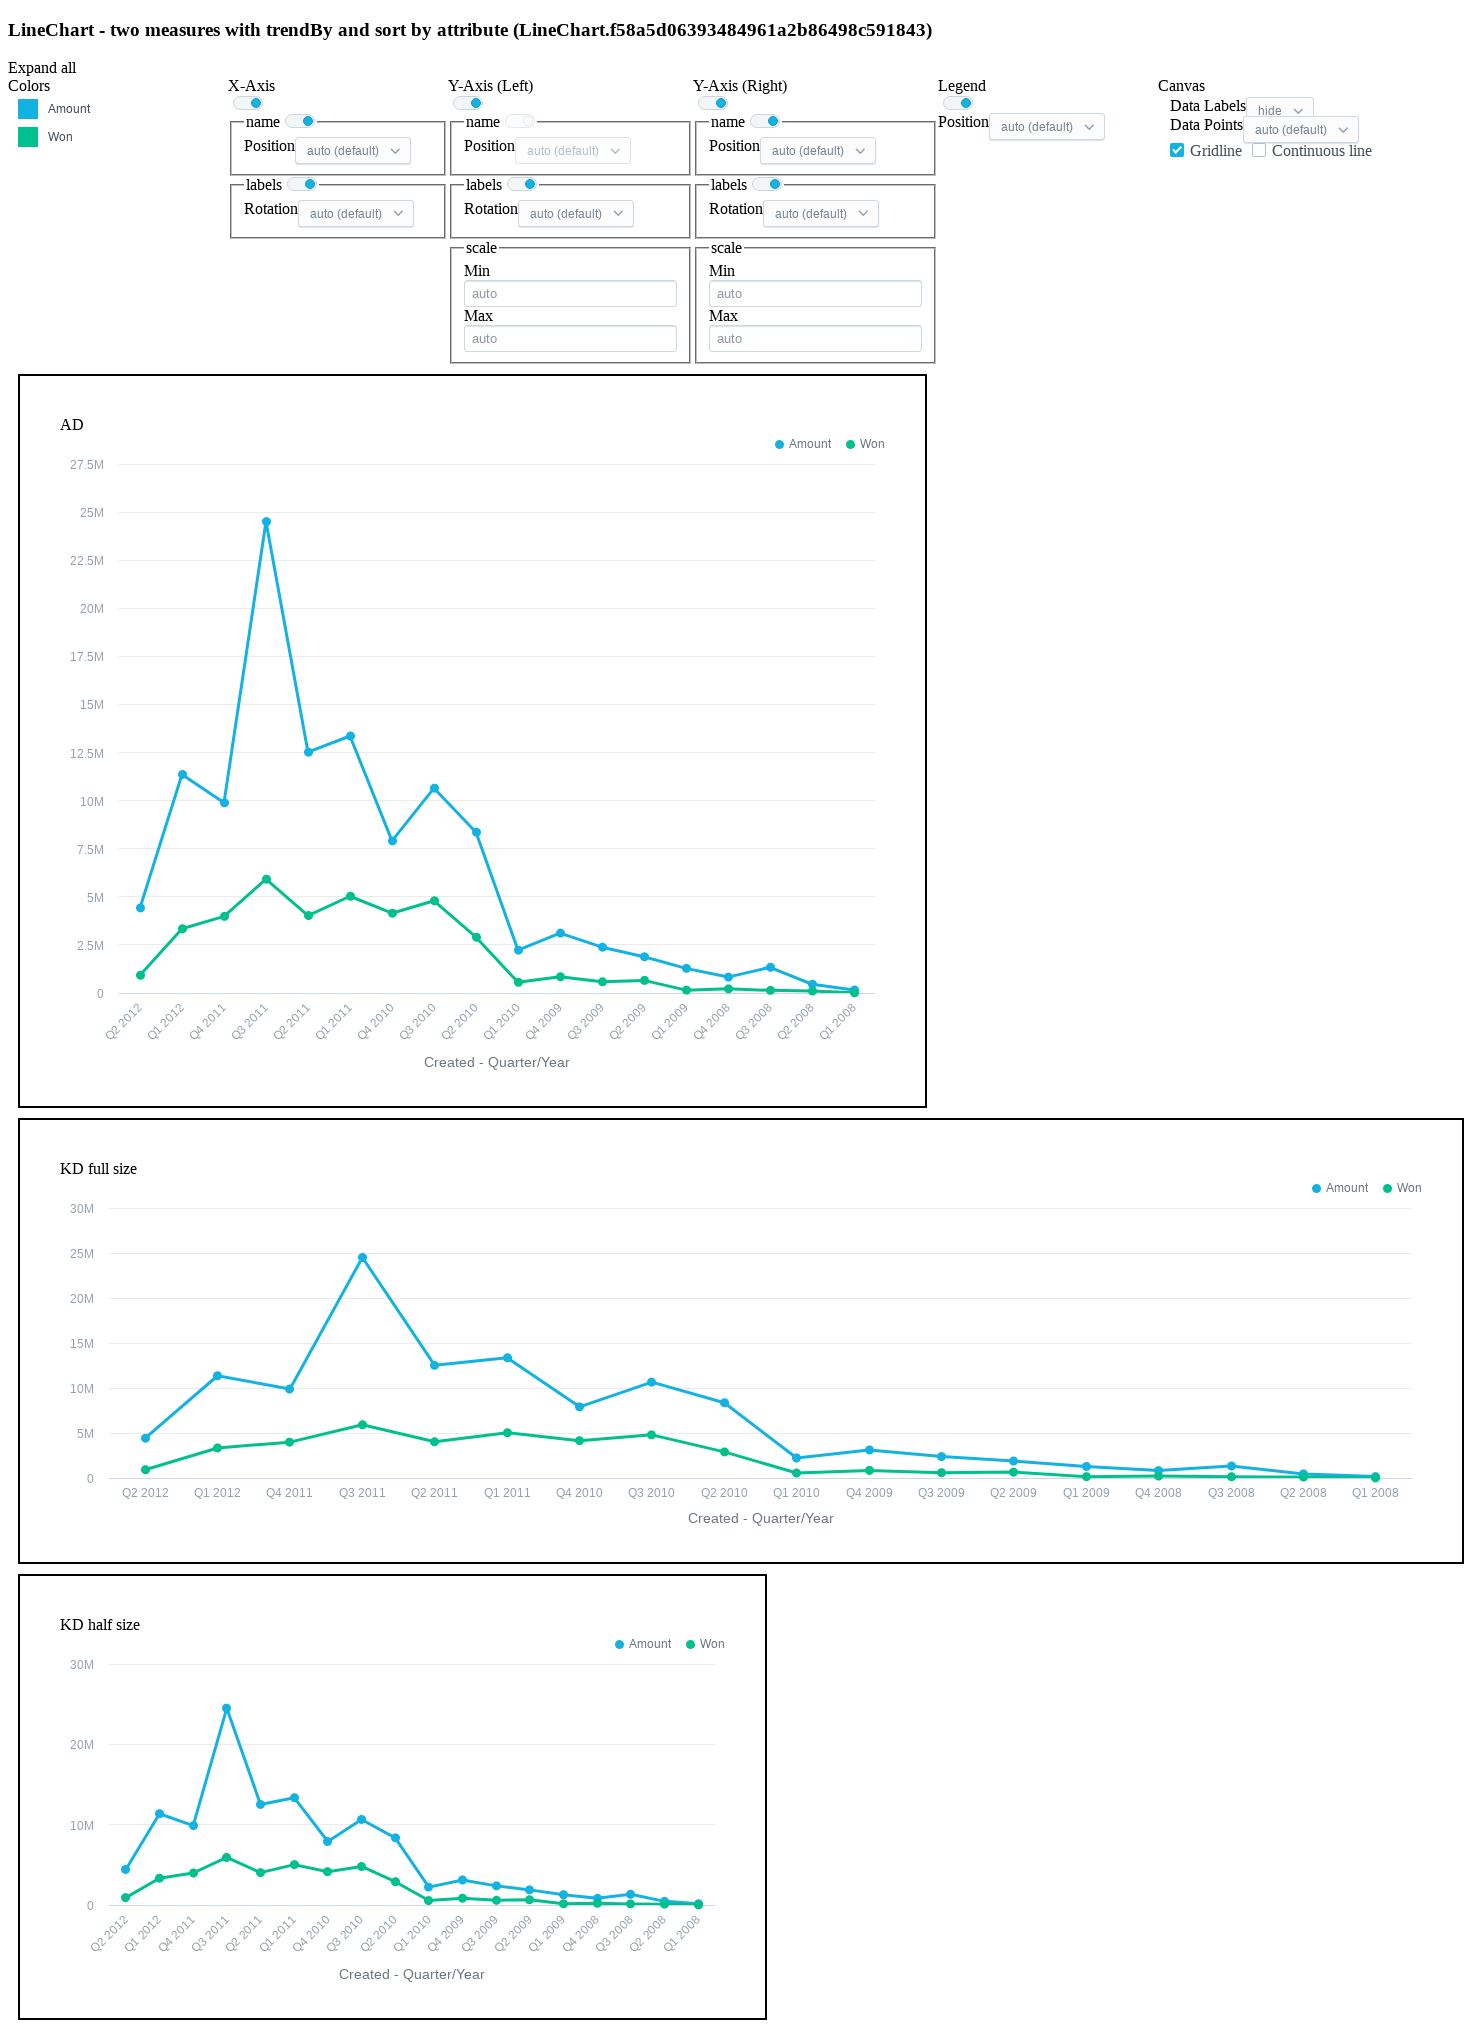 LineChart - two measures with trendBy and sort by attribute (LineChart.f58a5d06393484961a2b86498c591843)
Expand all
Colors
Amount
Won
X-Axis
name
Position auto (default)
labels
Rotation auto (default)
Y-Axis (Left)
name
Position auto (default)
labels
Rotation auto (default)
scale
Min
auto
Max
auto
Y-Axis (Right)
name
Position auto (default)
labels
Rotation auto (default)
scale
Min
auto
Max
auto
Legend
Position auto (default)
Canvas
Data Labels hide
Data Points auto (default)
Gridline Continuous line
AD
Amount Won
27.5M
25M
22.5M
20M
17.5M
15M
12.5M
10M
7.5M
5M
2.5M
0
Q2 2012 Q1 2012 Q4 2011 Q3 2011 Q2 2011 Q1 2011 Q4 2010 Q3 2010 Q2 2010 Q1 2010 Q4 2009 Q3 2009 Q2 2009 Q1 2009 Q4 2008 Q3 2008 Q2 2008 Q1 2008
Created - Quarter/Year
KD full size
Amount Won
30M
25M
20M
15M
10M
5M
0
Q2 2012 Q1 2012 Q4 2011 Q3 2011 Q2 2011 Q1 2011 Q4 2010 Q3 2010 Q2 2010 Q1 2010 Q4 2009 Q3 2009 Q2 2009 Q1 2009 Q4 2008 Q3 2008 Q2 2008 Q1 2008
Created - Quarter/Year
KD half size
Amount Won
30M
20M
10M
0
Q2 2012 Q1 2012 Q4 2011 Q3 2011 Q2 2011 Q1 2011 Q4 2010 Q3 2010 Q2 2010 Q1 2010 Q4 2009 Q3 2009 Q2 2009 Q1 2009 Q4 2008 Q3 2008 Q2 2008 Q1 2008
Created - Quarter/Year